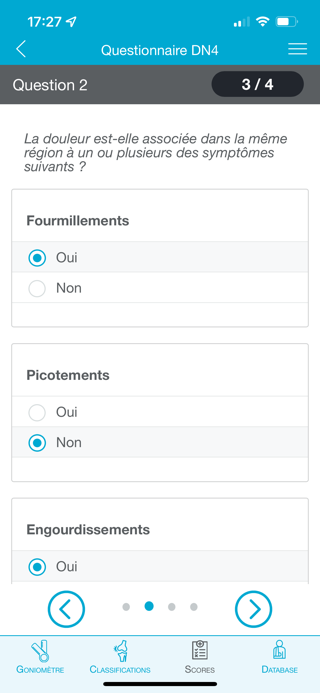 17:27
Questionnaire DN4
Question 2
3 / 4
La douleur est-elle associée dans la même
région à un ou plusieurs des symptômes
suivants ?
Fourmillements
Oui
Non
Picotements
Oui
Non
Engourdissements
Oui
GONIOMÈTRE CLASSIFICATIONS SCORES DATABASE